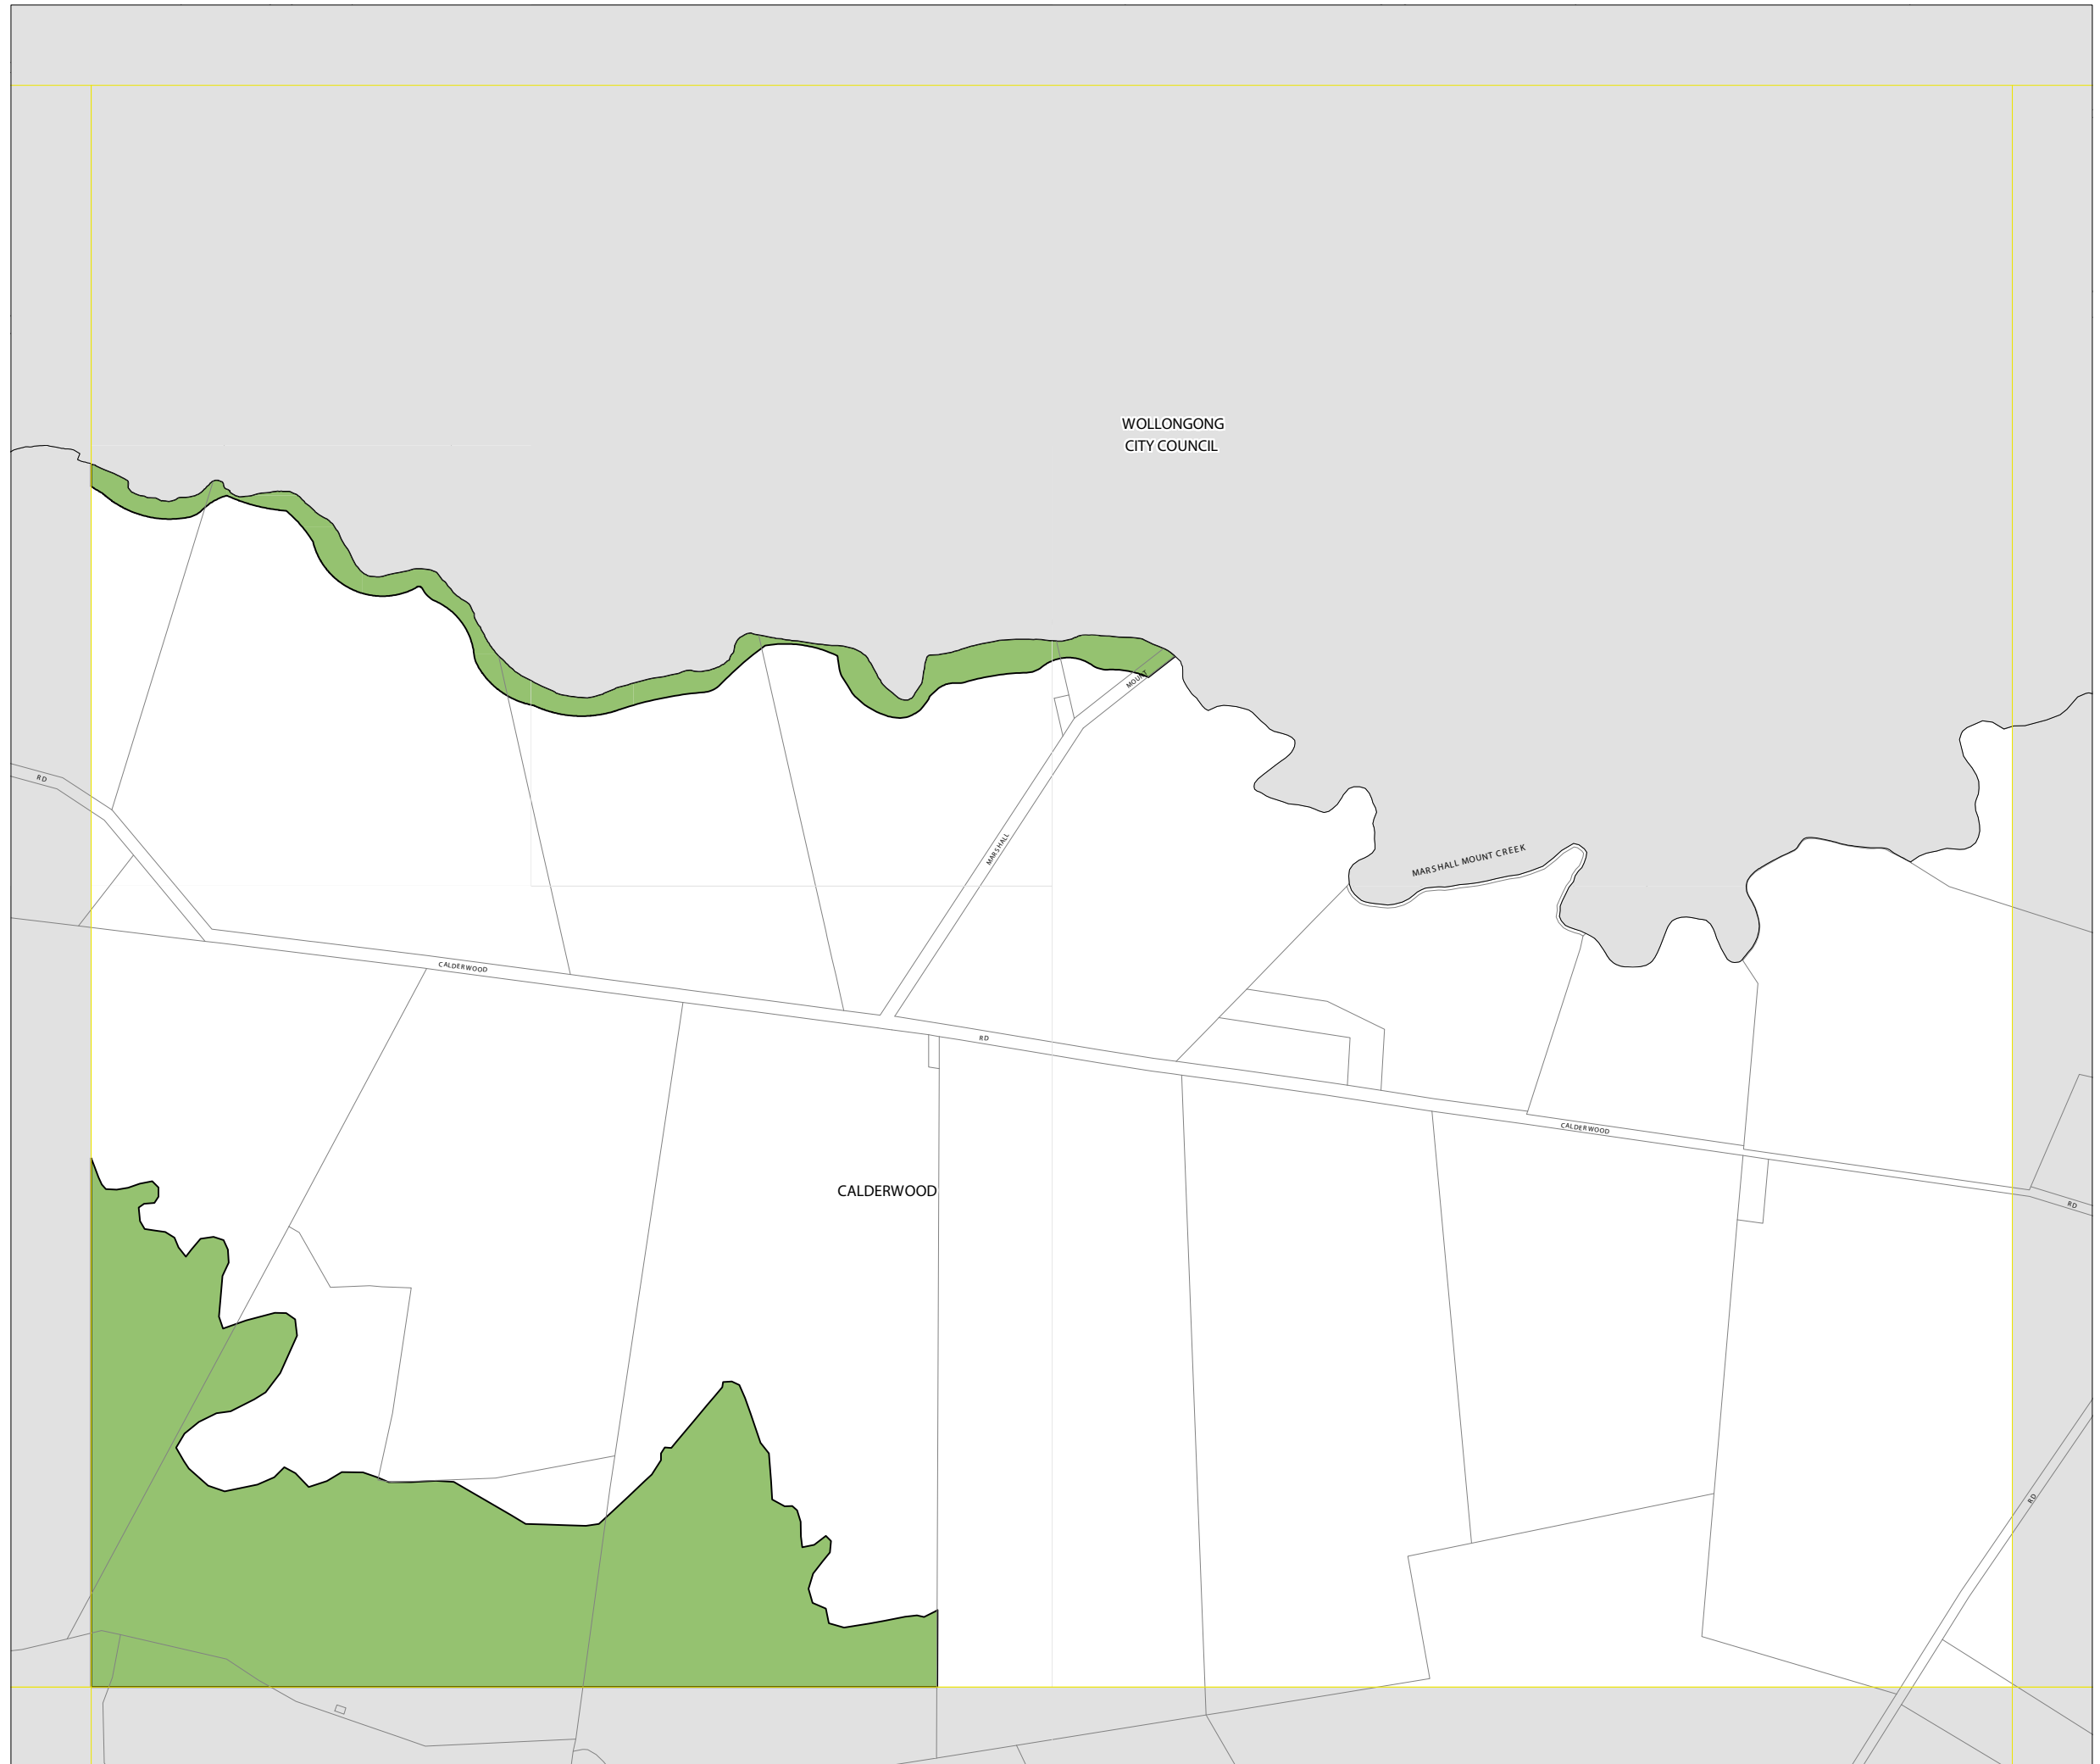 WOLLONGONG
CITY COUNCIL
MOUNT
RD
MARSHALL
MARSHALL MOUNT CREEK
CALDERWOOD
RD
CALDERWOOD
CALDERWOOD
RD
RD